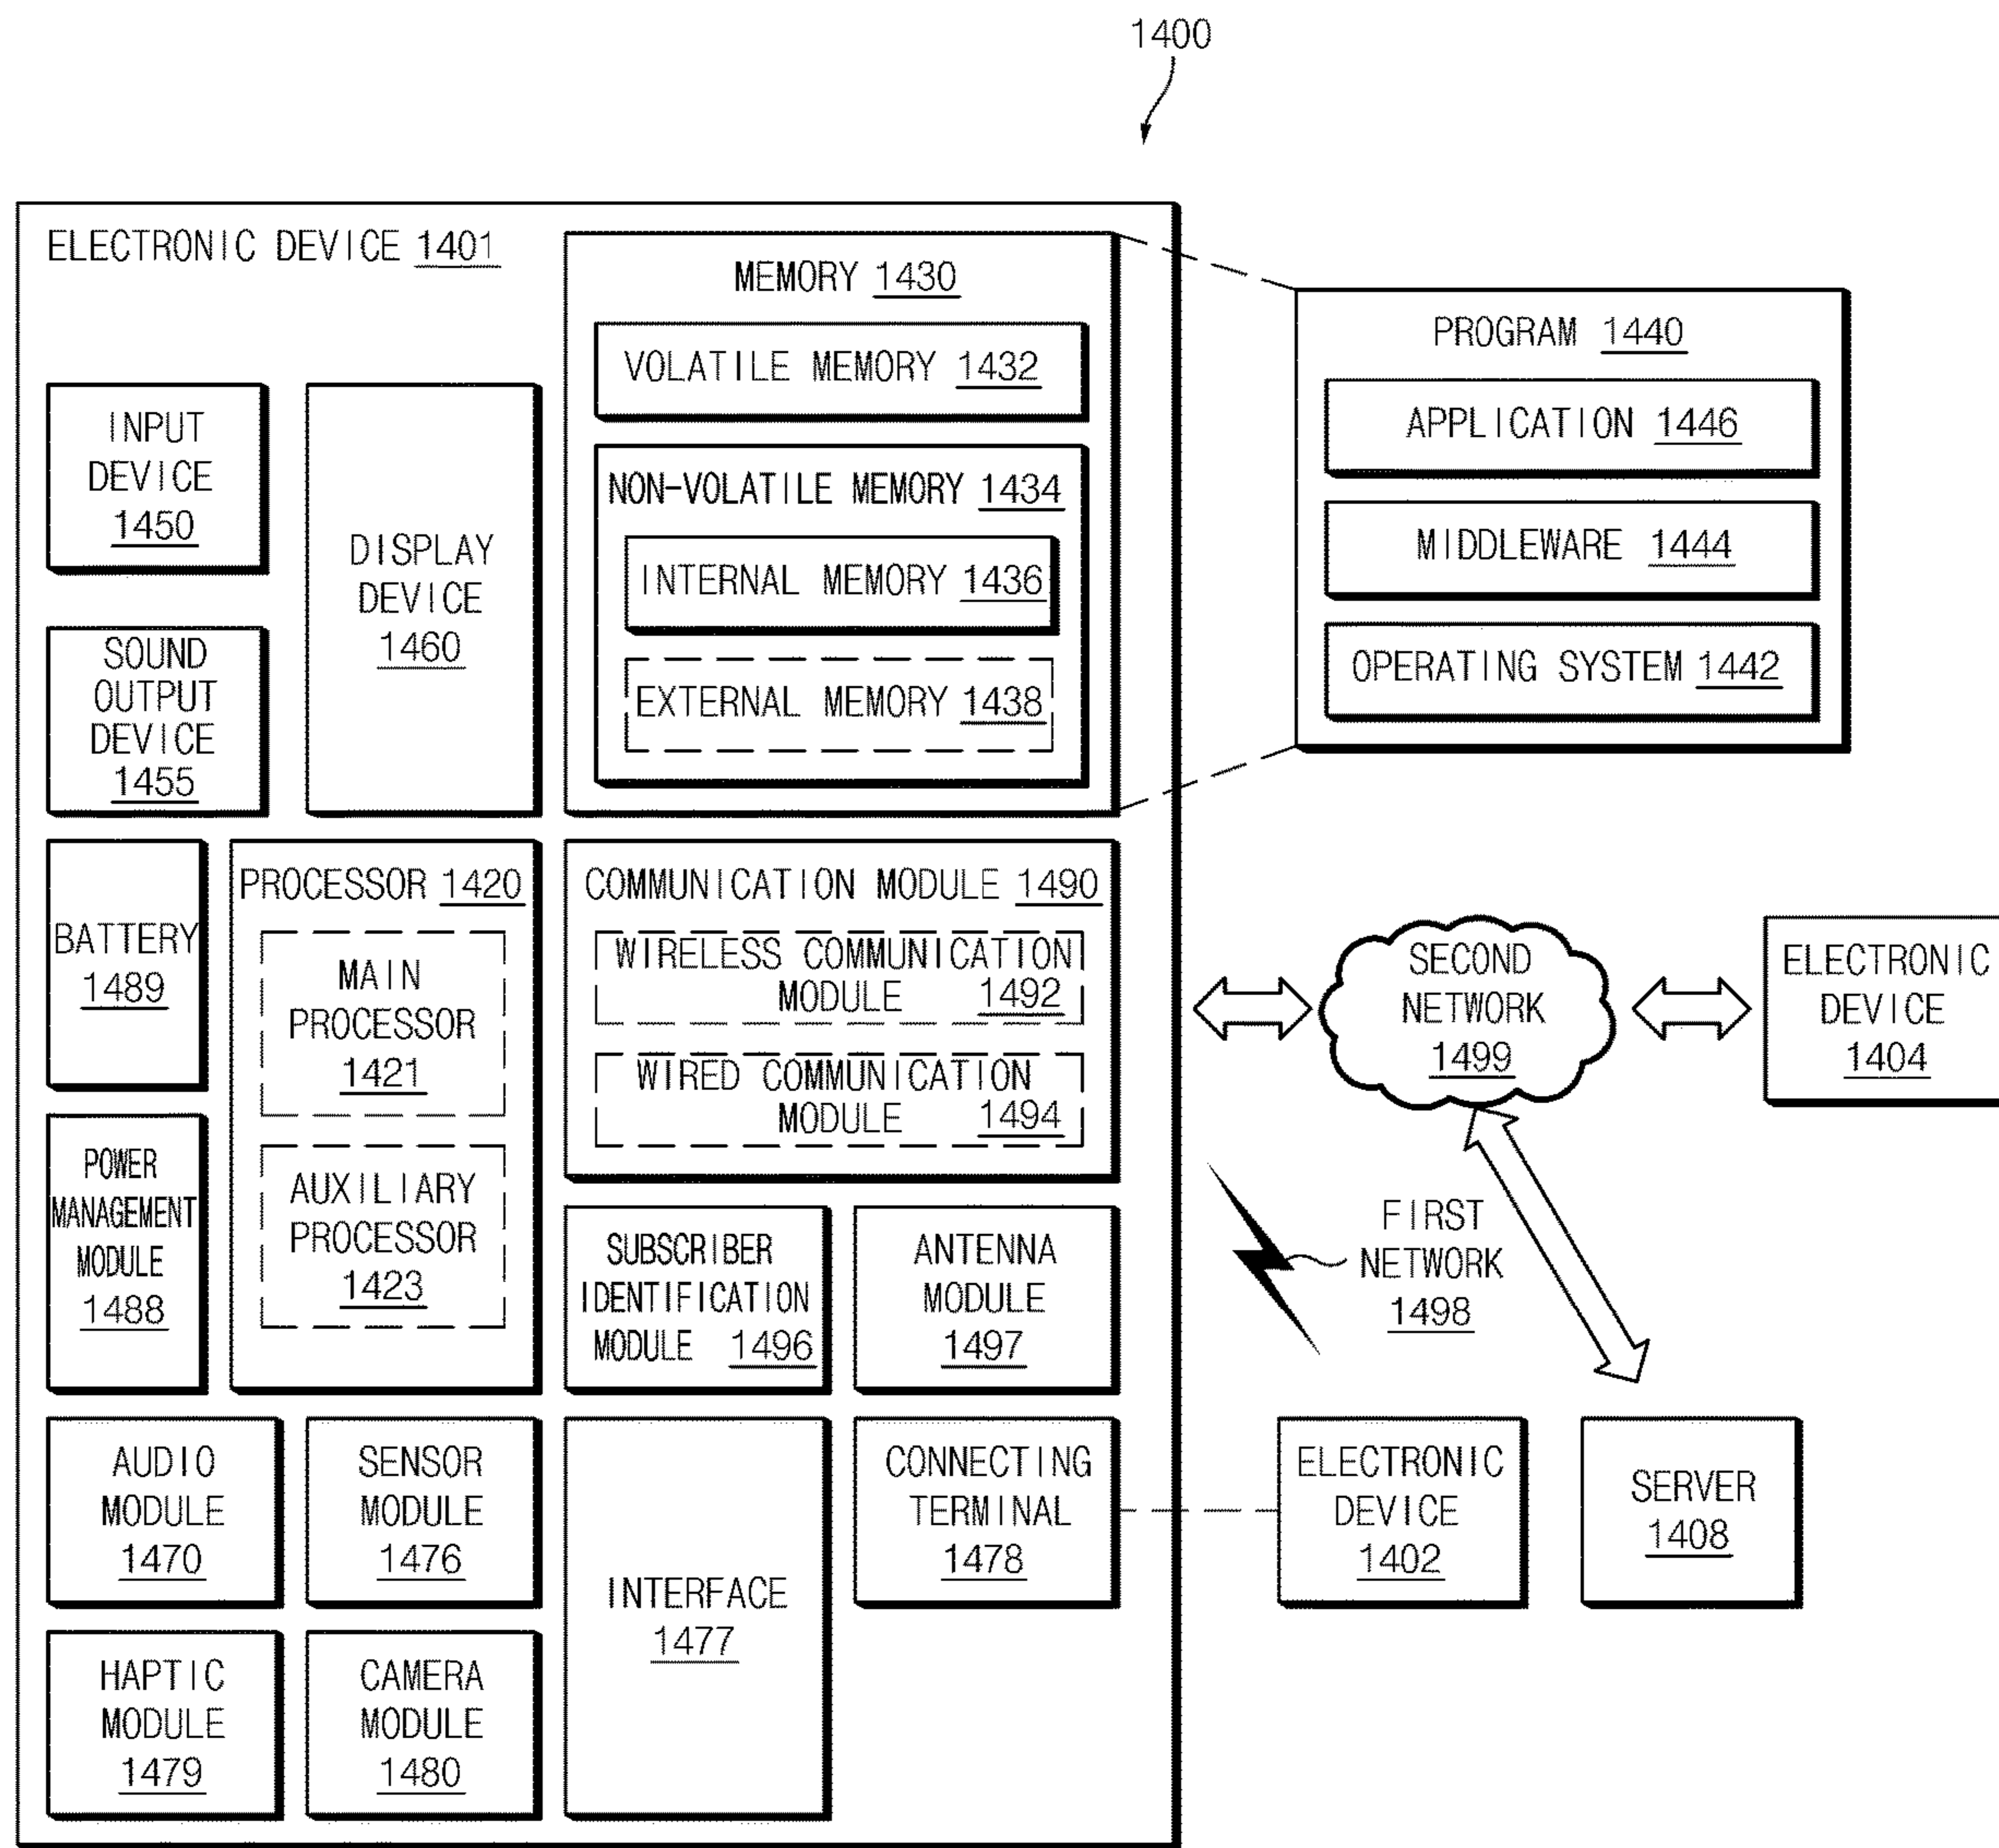 1400
ELECTRONIC DEVICE 1401
MEMORY 1430
VOLATILE MEMORY 1432
NON-VOLATILE MEMORY 1434
INTERNAL MEMORY 1436
EXTERNAL MEMORY 1438
PROGRAM 1440
APPLICATION 1446
MIDDLEWARE 1444
OPERATING SYSTEM 1442
INPUT
DEVICE
1450
DISPLAY
DEVICE
1460
SOUND
OUTPUT
DEVICE
1455
BATTERY
1489
PROCESSOR 1420
MAIN
PROCESSOR
1421
AUXILIARY
PROCESSOR
1423
COMMUNICATION MODULE 1490
WIRELESS COMMUNICATION
MODULE 1492
WIRED COMMUNICATION
MODULE 1494
SECOND
NETWORK
1499
ELECTRONIC
DEVICE
1404
POWER
MANAGEMENT
MODULE
1488
SUBSCRIBER
IDENTIFICATION
MODULE 1496
ANTENNA
MODULE
1497
FIRST
NETWORK
1498
AUDIO
MODULE
1470
SENSOR
MODULE
1476
INTERFACE
1477
CONNECTING
TERMINAL
1478
ELECTRONIC
DEVICE
1402
SERVER
1408
HAPTIC
MODULE
1479
CAMERA
MODULE
1480